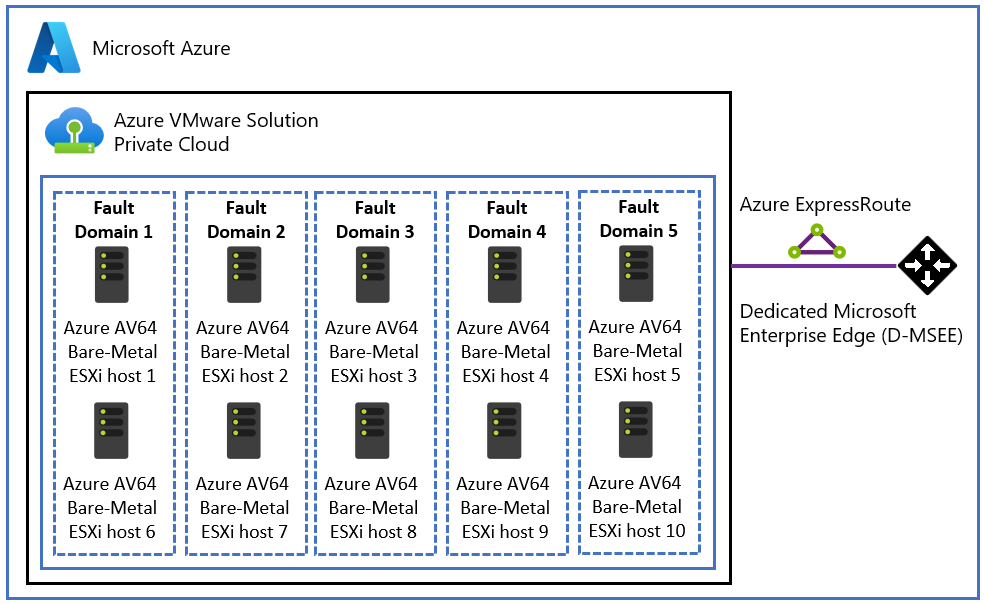 Microsoft Azure
Azure VMware Solution
Private Cloud
Fault
Domain 1
Azure AV64
Bare-Metal
ESXi host 1
Azure AV64
Bare-Metal
ESXi host 6
Fault
Domain 2
Azure AV64
Bare-Metal
ESXi host 2
Azure AV64
Bare-Metal
ESXi host 7
Fault
Domain 3
Azure AV64
Bare-Metal
ESXi host 3
Azure AV64
Bare-Metal
ESXi host 8
Fault
Domain 4
Azure AV64
Bare-Metal
ESXi host 4
Azure AV64
Bare-Metal
ESXi host 9
Fault
Domain 5
Azure AV64
Bare-Metal
ESXi host 5
Azure AV64
Bare-Metal
ESXi host 10
Azure ExpressRoute
Dedicated Microsoft
Enterprise Edge (D-MSEE)